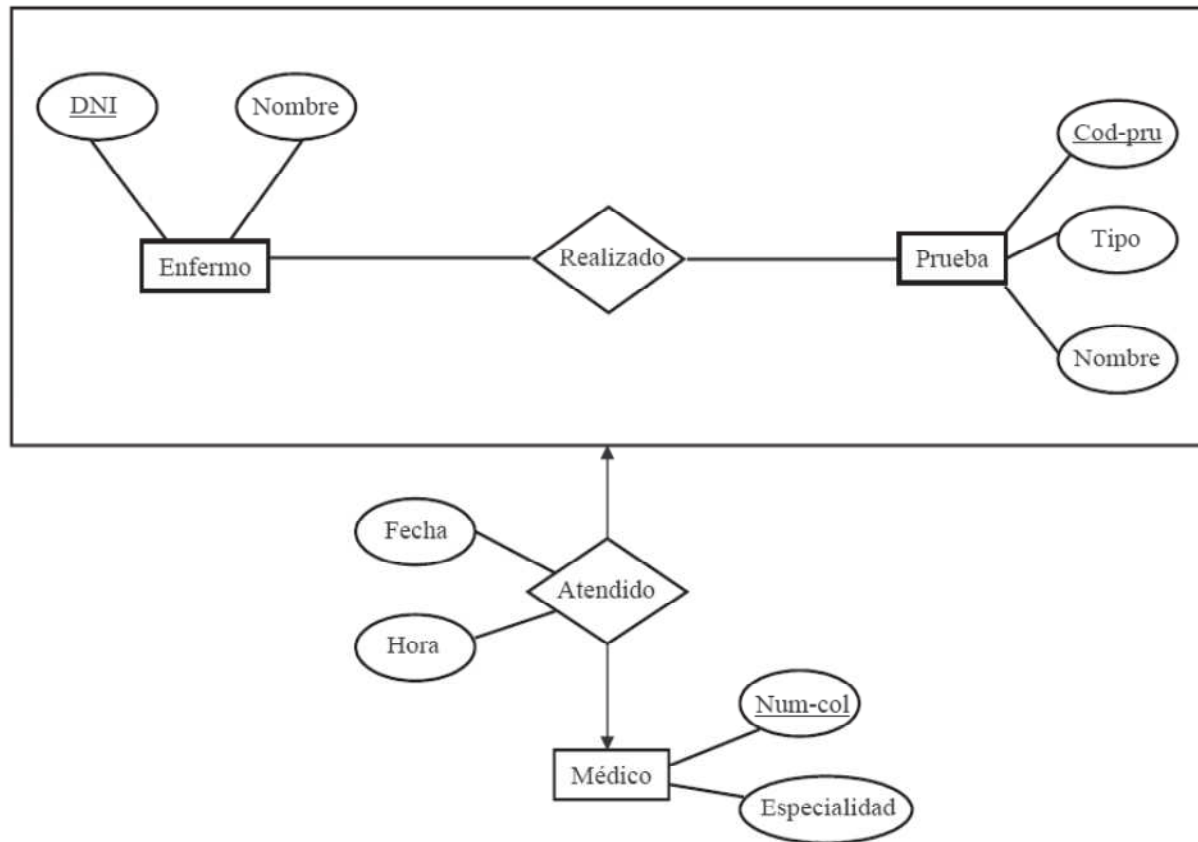 DNI
Nombre
Cod-pru
Tipo
Enfermo
Realizado
Prueba
Nombre
Fecha
Atendido
Hora
Num-col
Médico
Especialidad